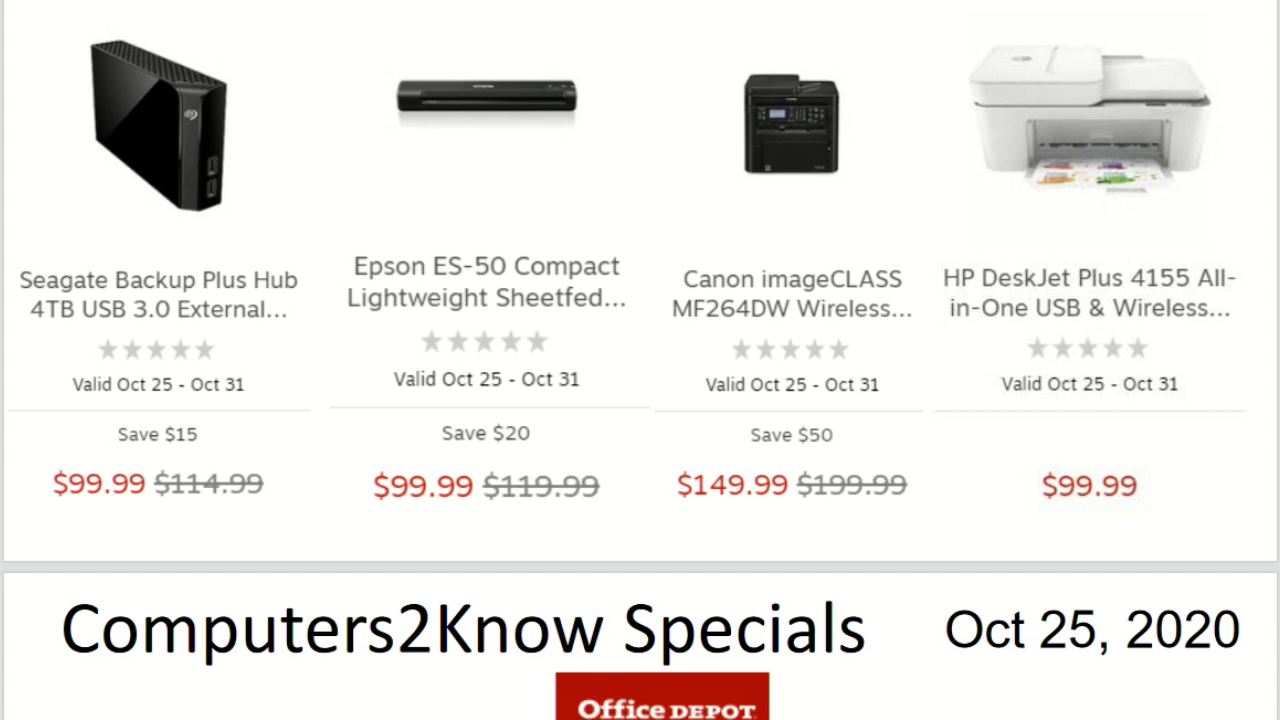 Seagate Backup Plus Hub
4TB USB 3.0 External...
Valid Oct 25 - Oct 31
Save $15
$99.99 $114.99
EPSON
Epson ES-50 Compact
Lightweight Sheetfed...
Valid Oct 25 - Oct 31
Save $20
$99.99 $119.99
Canon imageCLASS
MF264DW Wireless...
Valid Oct 25 - Oct 31
Save $50
$149.99 $199.99
HP DeskJet Plus 4155 All-
in-One USB & Wireless...
Valid Oct 25 - Oct 31
$99.99
Computers2Know Specials
Oct 25, 2020
Office DEPOT